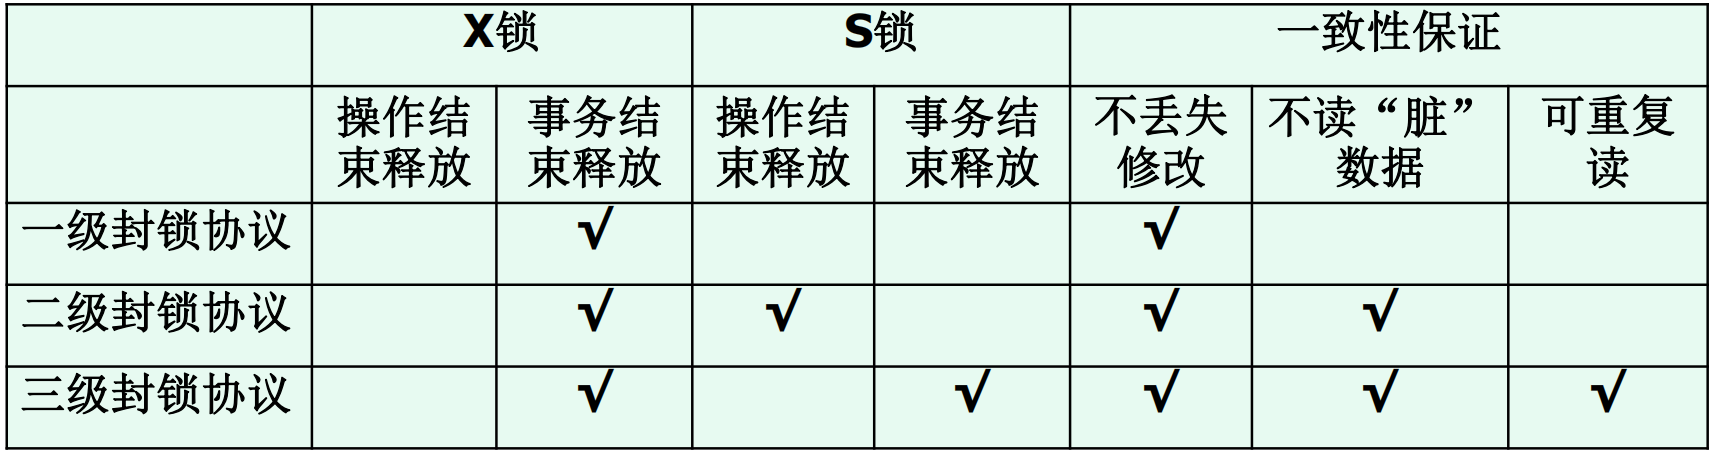 X锁 S锁 一致性保证
操作结 事务结 操作结 事务结 不丢失 不读“脏” 可重复
束释放 束释放 束释放 束释放 修改 数据 读
一级封锁协议 √ √
二级封锁协议 √ √ √ √
三级封锁协议 √ √ √ √ √